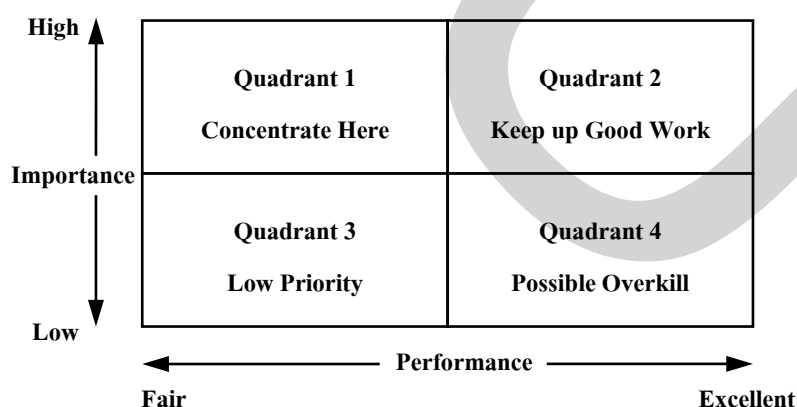 High
Quadrant 1
Concentrate Here
Quadrant 2
Keep up Good Work
Importance
Quadrant 3
Low Priority
Quadrant 4
Possible Overkill
Low
Performance
Fair
Excellent